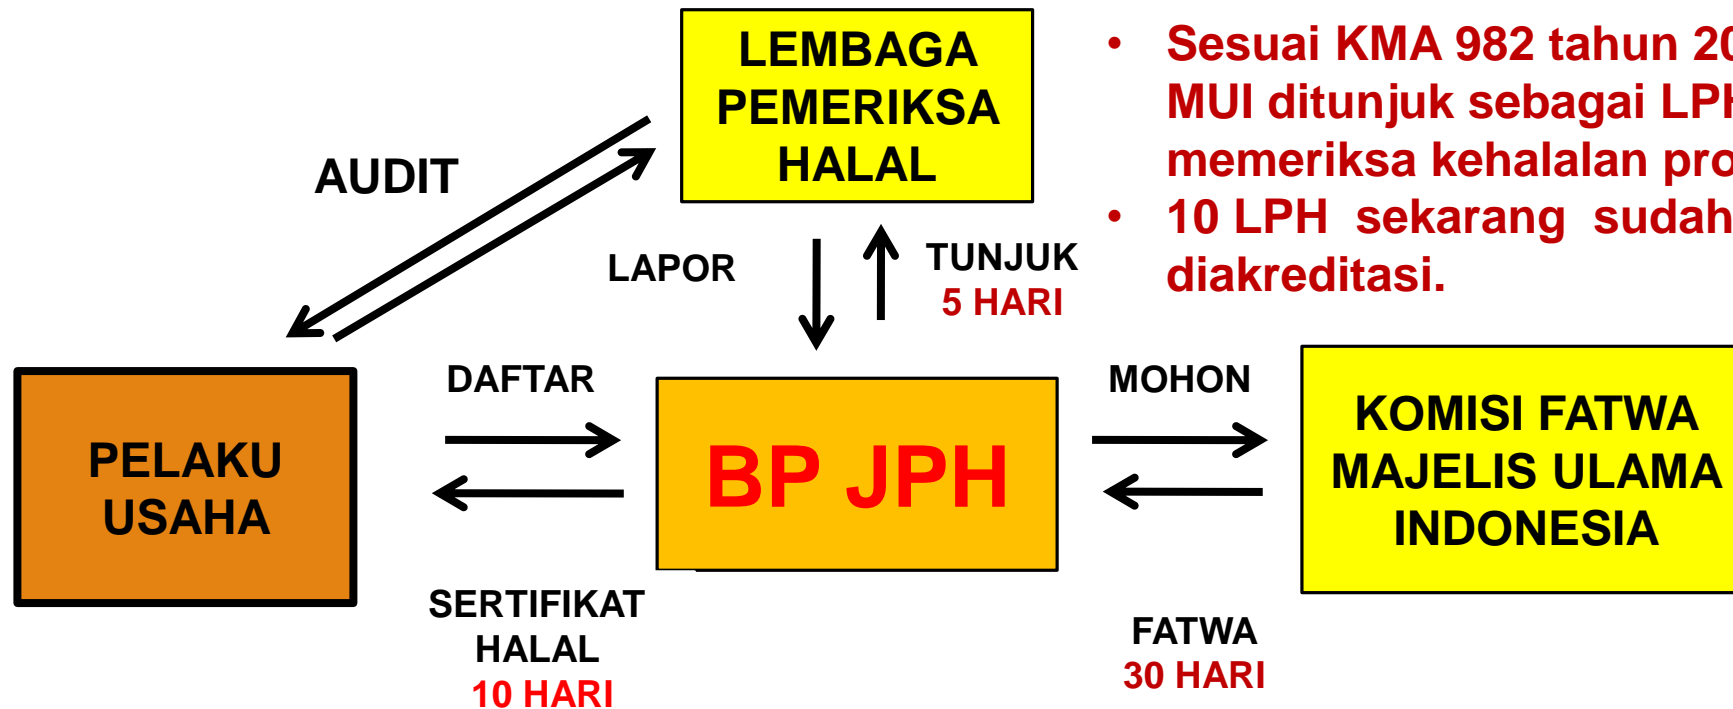 LEMBAGA
PEMERIKSA
HALAL
• Sesuai KMA 982 tahun
MUI ditunjuk sebagai
memeriksa kehalalan
• 10 LPH sekarang sudah
diakreditasi.
AUDIT
LAPOR
TUNJUK
5 HARI
DAFTAR
MOHON
PELAKU
USAHA
BP JPH
KOMISI FATWA
MAJELIS ULAMA
INDONESIA
SERTIFIKAT
HALAL
10 HARI
FATWA
30 HARI